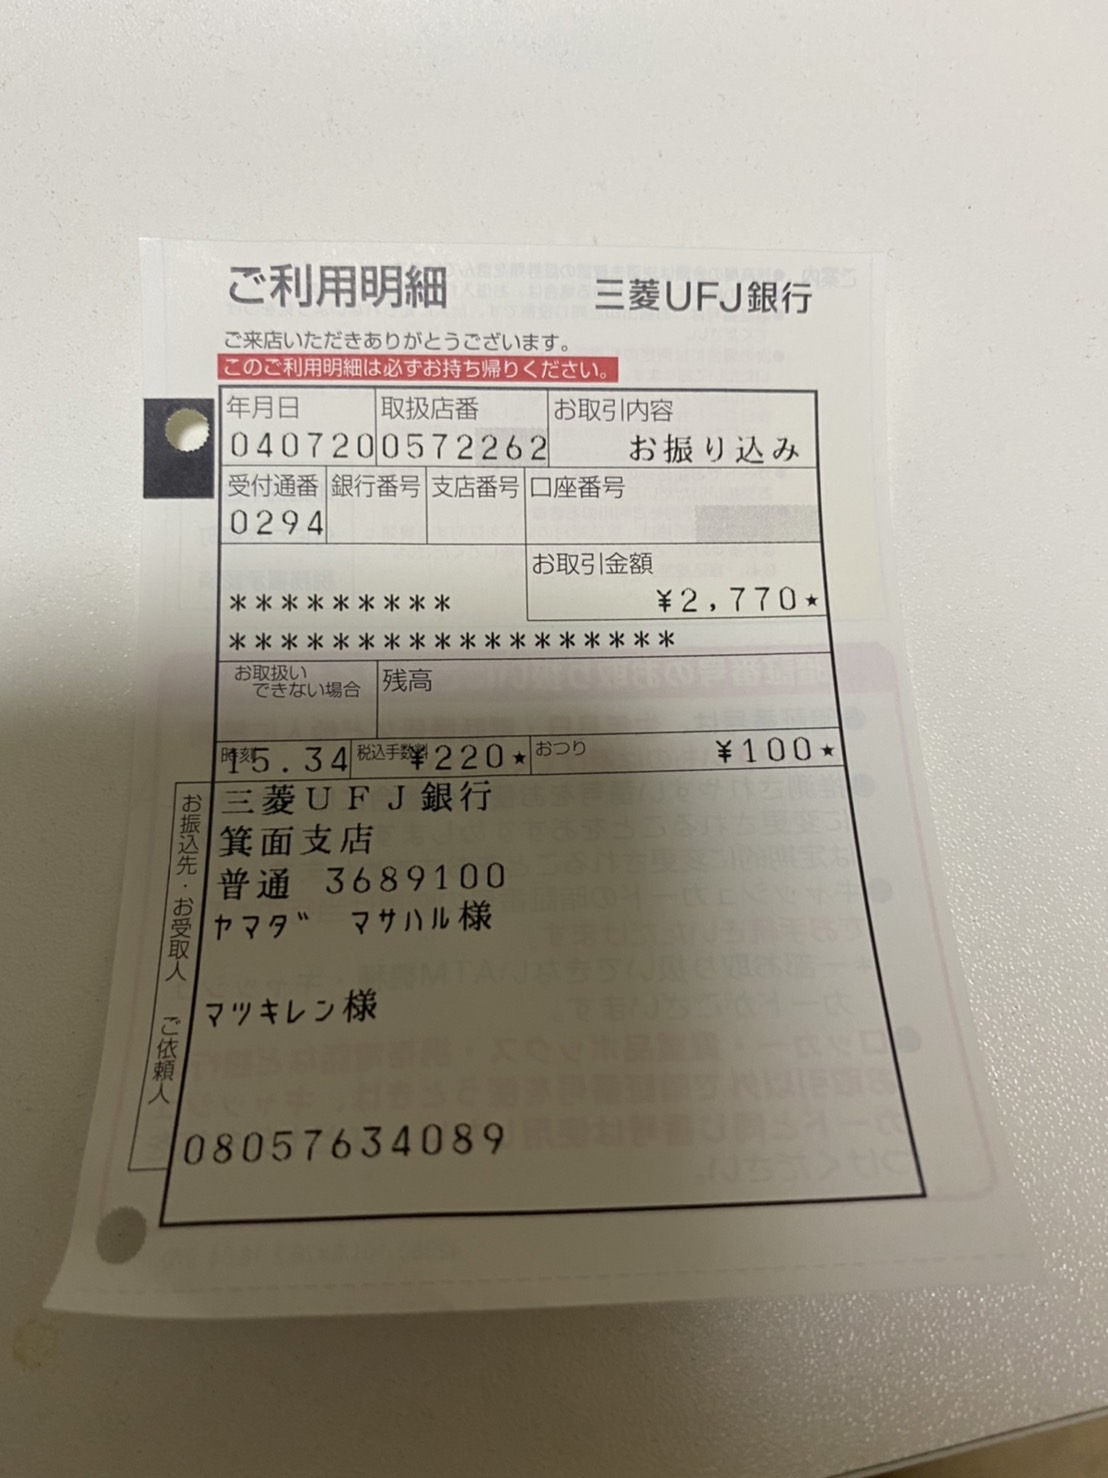 ご利用明細 三菱UFJ銀行
ご来店いただきありがとうございます。
このご利用明細は必ずお持ち帰りください。
年月日 取扱店番 お取引内容
040720 0572262 お振り込み
受付通番 銀行番号 支店番号 口座番号
0294
お取引金額
********* ¥2,770★
******************
お取扱いできない場合 残高
時刻 15.34 税込手数料 ¥220★ おつり ¥100★
お振込先・お受取人 ご依頼人
三菱UFJ銀行
箕面支店
普通 3689100
ヤマダ マサハル様
マツキレン様
08057634089